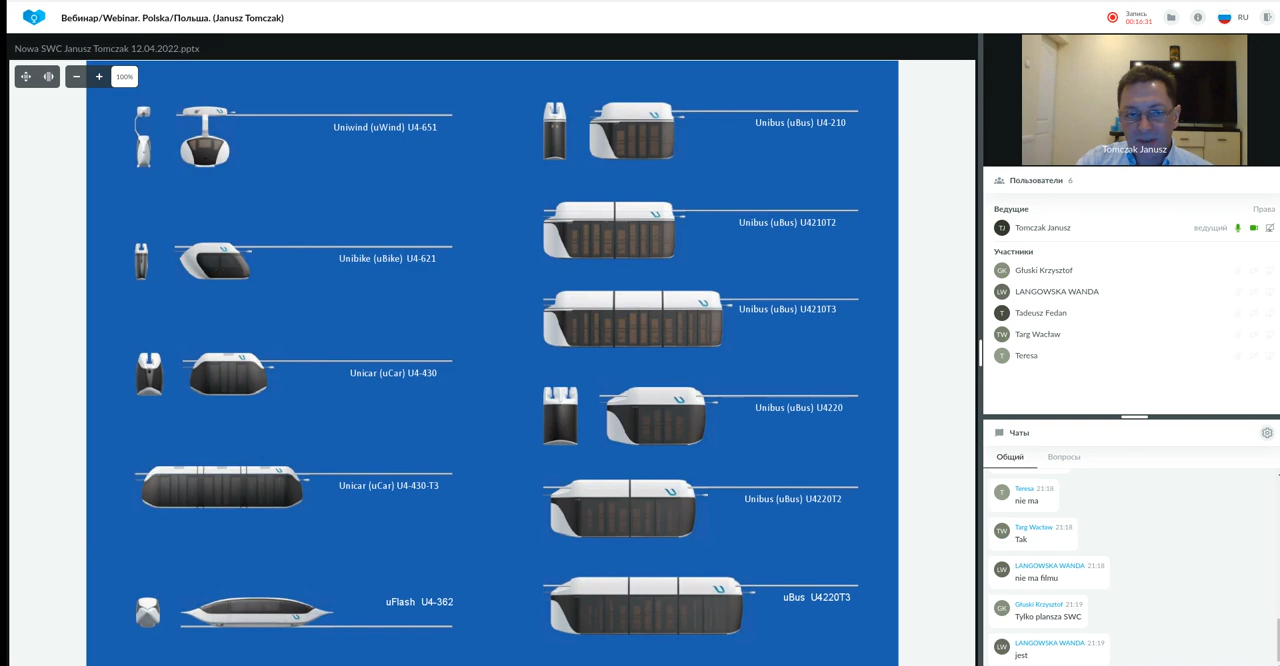 Вебинар/Webinar. Polska/Польша. (Janusz Tomczak)
Запись
00:16:31
RU
Nowa SWC Janusz Tomczak 12.04.2022.pptx
100%
Uniwind (uWind) U4-651
Unibike (uBike) U4-621
Unicar (uCar) U4-430
Unicar (uCar) U4-430-T3
uFlash U4-362
Unibus (uBus) U4-210
Unibus (uBus) U4210T2
Unibus (uBus) U4210T3
Unibus (uBus) U4220
Unibus (uBus) U4220T2
uBus U4220T3
Tomczak Janusz
Пользователи 6
Ведущие Права
TJ Tomczak Janusz ведущий
Участники
GK Głuski Krzysztof
LW LANGOWSKA WANDA
T Tadeusz Fedan
TW Targ Wacław
T Teresa
Чаты
Общий Вопросы
T Teresa 21:18
nie ma
TW Targ Wacław 21:18
Tak
LW LANGOWSKA WANDA 21:18
nie ma filmu
GK Głuski Krzysztof 21:19
Tylko plansza SWC
LW LANGOWSKA WANDA 21:19
jest